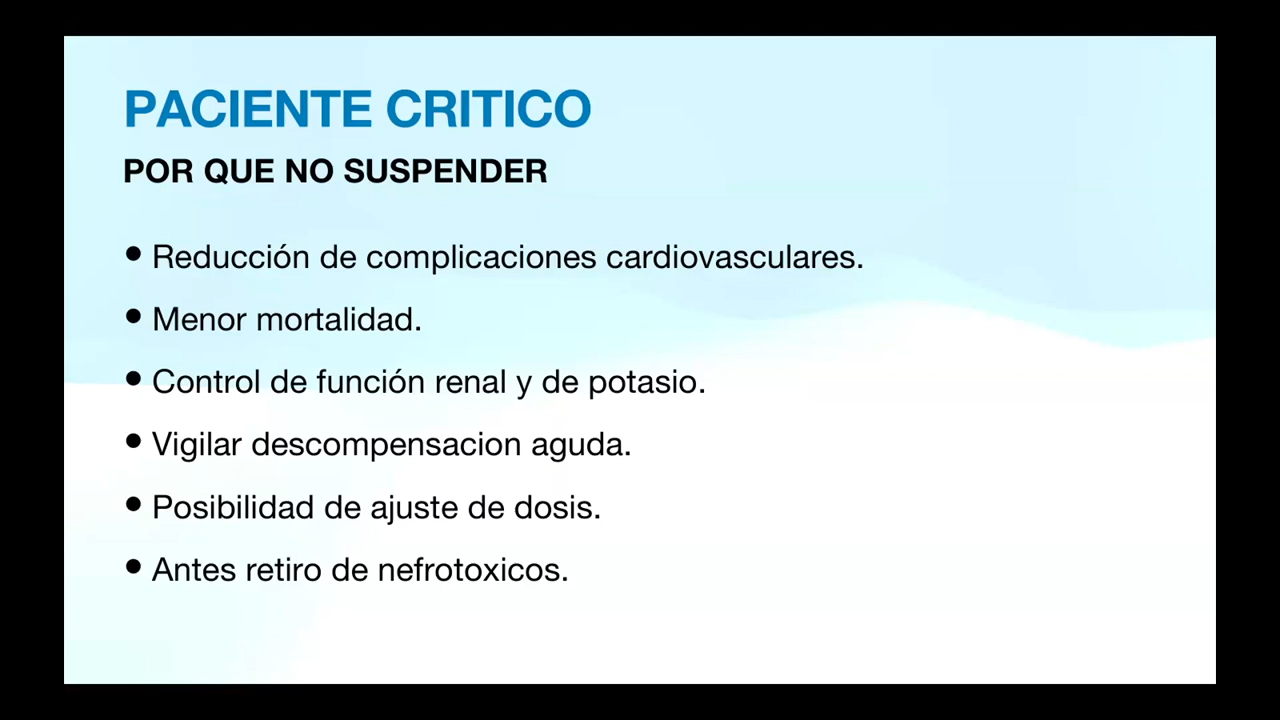 PACIENTE CRITICO
POR QUE NO SUSPENDER
• Reducción de complicaciones cardiovasculares.
• Menor mortalidad.
• Control de función renal y de potasio.
• Vigilar descompensacion aguda.
• Posibilidad de ajuste de dosis.
• Antes retiro de nefrotoxicos.